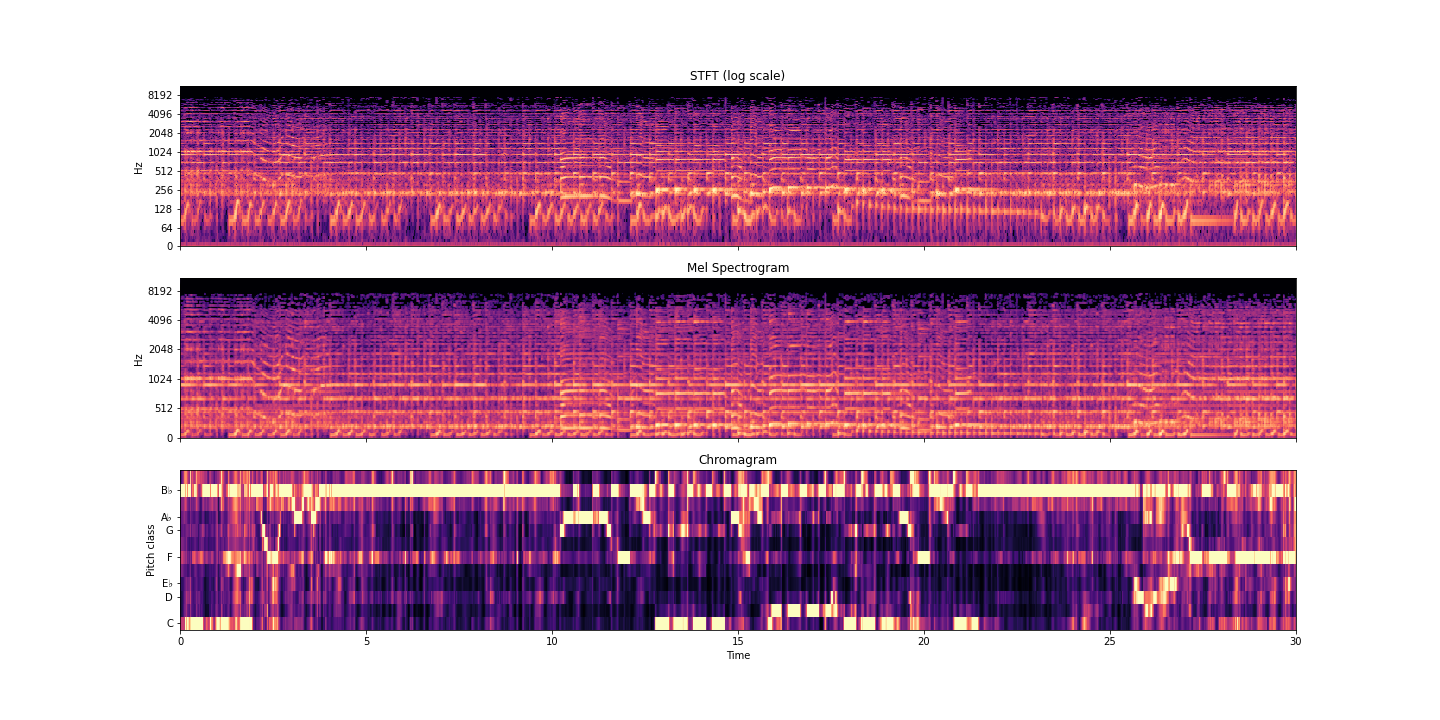 STFT (log scale)
8192
4096
2048
1024
512
256
128
64
0
Hz
Mel Spectrogram
8192
4096
2048
1024
512
0
Hz
Chromagram
B♭
A♭
G
F
E♭
D
C
Pitch class
0 5 10 15 20 25 30
Time